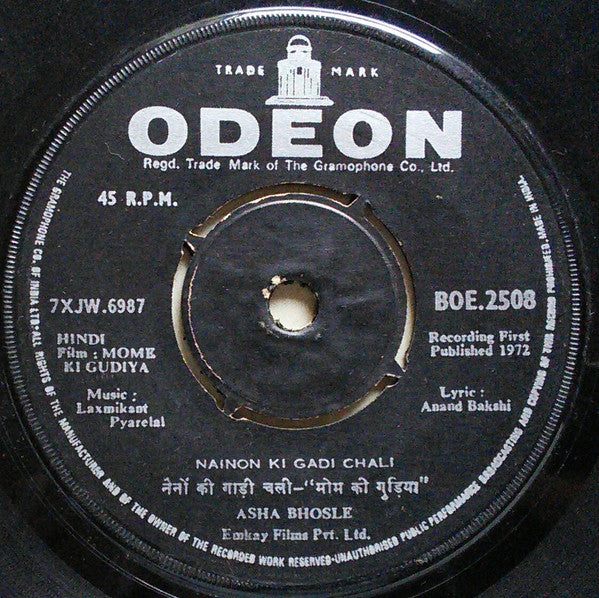 TRADE MARK
ODEON
Regd. Trade Mark of The Gramophone Co., Ltd.
45 R.P.M.
7XJW.6987
BOE.2508
HINDI
Film : MOME
KI GUDIYA
Recording First
Published 1972
Music :
Laxmikant
Pyarelal
Lyric :
Anand Bakshi
NAINON KI GADI CHALI
नैनों की गाड़ी चली-"मोम की गुड़िया"
ASHA BHOSLE
Emkay Films Pvt. Ltd.
THE GRAMOPHONE CO. OF INDIA LTD-ALL RIGHTS OF THE MANUFACTURER AND OF THE OWNER OF THE RECORDED WORK RESERVED-UNAUTHORISED PUBLIC PERFORMANCE BROADCASTING AND COPYING OF THIS RECORD PROHIBITED, MADE IN INDIA.